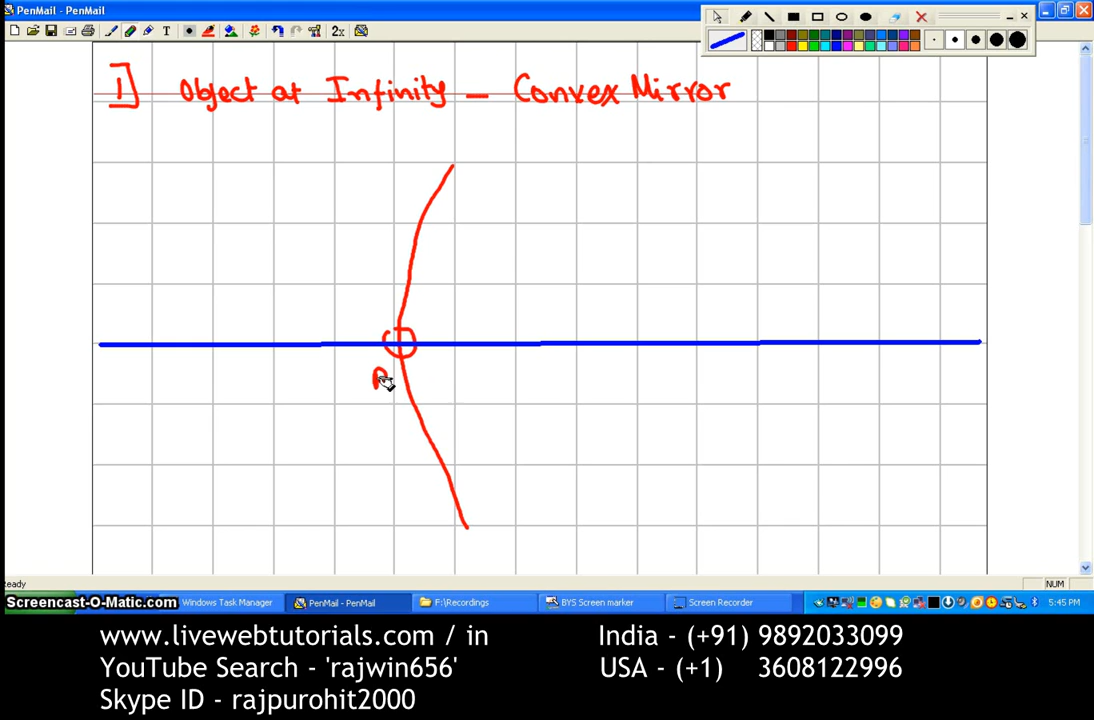 PenMail - PenMail
T
2x
1] Object at Infinity – Convex Mirror
P
eady
NUM
Screencast-O-Matic.com
Windows Task Manager
PenMail - PenMail
F:\Recordings
BYS Screen marker
Screen Recorder
5:45 PM
www.livewebtutorials.com / in
India - (+91) 9892033099
YouTube Search - 'rajwin656'
USA - (+1) 3608122996
Skype ID - rajpurohit2000